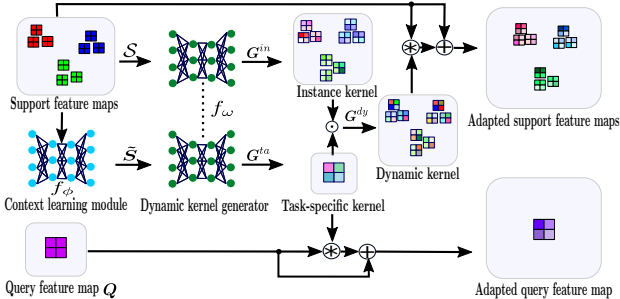 𝒮
G^{in}
Support feature maps
f_ω
Instance kernel
G^{dy}
Adapted support feature maps
f_ϕ
S̃
G^{ta}
Dynamic kernel
Context learning module
Dynamic kernel generator
Task-specific kernel
Query feature map Q
Adapted query feature map